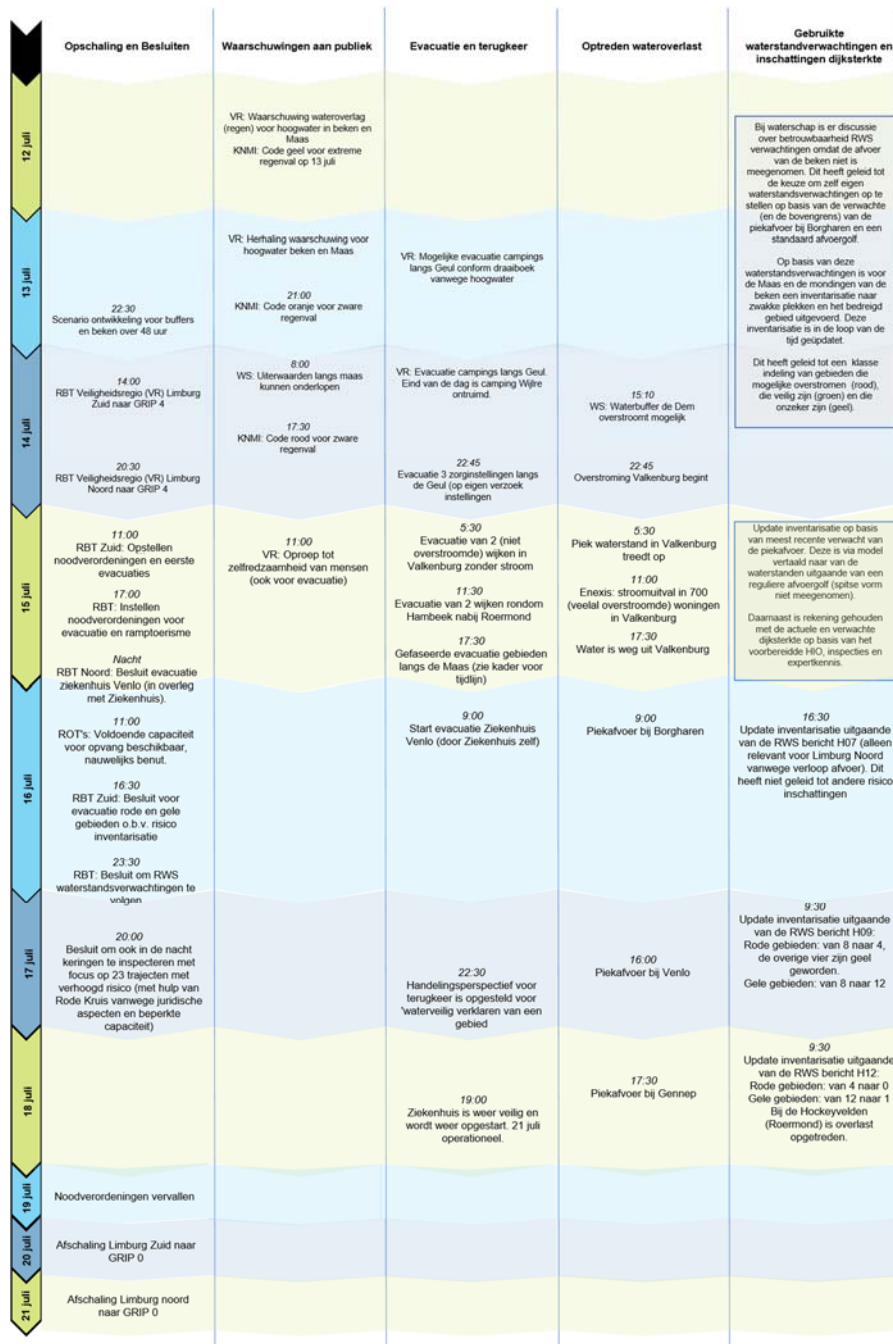 Opschaling en Besluiten
Waarschuwingen aan publiek
Evacuatie en terugkeer
Optreden wateroverlast
Gebruikte
waterstandverwachtingen en
inschattingen dijksterkte
12 juli
VR: Waarschuwing wateroverlag
(regen) voor hoogwater in beken en
Maas
KNMI: Code geel voor extreme
regenval op 13 juli
Bij waterschap is er discussie
over betrouwbaarheid RWS
verwachtingen omdat de afvoer
van de beken niet is
meegenomen. Dit heeft geleid tot
de keuze om zelf eigen
waterstandsverwachtingen op te
stellen op basis van de verwachte
(en de bovengrens) van de
piekafvoer bij Borgharen en een
standaard afvoergolf.
Op basis van deze
waterstandsverwachtingen is voor
de Maas en de mondingen van de
beken een inventarisatie naar
zwakke plekken en het bedreigd
gebied uitgevoerd. Deze
inventarisatie is in de loop van de
tijd geüpdatet.
Dit heeft geleid tot een klasse
indeling van gebieden die
mogelijke overstromen (rood),
die veilig zijn (groen) en die
onzeker zijn (geel).
13 juli
22:30
Scenario ontwikkeling voor buffers
en beken over 48 uur
VR: Herhaling waarschuwing voor
hoogwater beken en Maas
21:00
KNMI: Code oranje voor zware
regenval
VR: Mogelijke evacuatie campings
langs Geul conform draaiboek
vanwege hoogwater
14 juli
14:00
RBT Veiligheidsregio (VR) Limburg
Zuid naar GRIP 4
20:30
RBT Veiligheidsregio (VR) Limburg
Noord naar GRIP 4
8:00
WS: Uiterwaarden langs maas
kunnen onderlopen
17:30
KNMI: Code rood voor zware
regenval
VR: Evacuatie campings langs Geul.
Eind van de dag is camping Wijlre
ontruimd.
22:45
Evacuatie 3 zorginstellingen langs
de Geul (op eigen verzoek
instellingen
15:10
WS: Waterbuffer de Dem
overstroomt mogelijk
22:45
Overstroming Valkenburg begint
15 juli
11:00
RBT Zuid: Opstellen
noodverordeningen en eerste
evacuaties
17:00
RBT: Instellen
noodverordeningen voor
evacuatie en ramptoerisme
Nacht
RBT Noord: Besluit evacuatie
ziekenhuis Venlo (in overleg
met Ziekenhuis).
11:00
VR: Oproep tot
zelfredzaamheid van mensen
(ook voor evacuatie)
5:30
Evacuatie van 2 (niet
overstroomde) wijken in
Valkenburg zonder stroom
11:30
Evacuatie van 2 wijken rondom
Hambeek nabij Roermond
17:30
Gefaseerde evacuatie gebieden
langs de Maas (zie kader voor
tijdlijn)
5:30
Piek waterstand in Valkenburg
treedt op
11:00
Enexis: stroomuitval in 700
(veelal overstroomde) woningen
in Valkenburg
17:30
Water is weg uit Valkenburg
Update inventarisatie op basis
van meest recente verwacht van
de piekafvoer. Deze is via model
vertaald naar van de
waterstanden uitgaande van een
reguliere afvoergolf (spitse vorm
niet meegenomen).
Daarnaast is rekening gehouden
met de actuele en verwachte
dijksterkte op basis van het
voorbereidde HIO, inspecties en
expertkennis.
16 juli
11:00
ROT's: Voldoende capaciteit
voor opvang beschikbaar,
nauwelijks benut.
16:30
RBT Zuid: Besluit voor
evacuatie rode en gele
gebieden o.b.v. risico
inventarisatie
23:30
RBT: Besluit om RWS
waterstandsverwachtingen te
volgen
9:00
Start evacuatie Ziekenhuis
Venlo (door Ziekenhuis zelf)
9:00
Piekafvoer bij Borgharen
16:30
Update inventarisatie uitgaande
van de RWS bericht H07 (alleen
relevant voor Limburg Noord
vanwege verloop afvoer). Dit
heeft niet geleid tot andere risico
inschattingen
17 juli
20:00
Besluit om ook in de nacht
keringen te inspecteren met
focus op 23 trajecten met
verhoogd risico (met hulp van
Rode Kruis vanwege juridische
aspecten en beperkte
capaciteit)
22:30
Handelingsperspectief voor
terugkeer is opgesteld voor
'waterveilig verklaren van een
gebied
16:00
Piekafvoer bij Venlo
9:30
Update inventarisatie uitgaande
van de RWS bericht H09:
Rode gebieden: van 8 naar 4,
de overige vier zijn geel
geworden.
Gele gebieden: van 8 naar 12
18 juli
19:00
Ziekenhuis is weer veilig en
wordt weer opgestart. 21 juli
operationeel.
17:30
Piekafvoer bij Gennep
9:30
Update inventarisatie uitgaande
van de RWS bericht H12:
Rode gebieden: van 4 naar 0
Gele gebieden: van 12 naar 1
Bij de Hockeyvelden
(Roermond) is overlast
opgetreden.
19 juli
Noodverordeningen vervallen
20 juli
Afschaling Limburg Zuid naar
GRIP 0
21 juli
Afschaling Limburg noord
naar GRIP 0